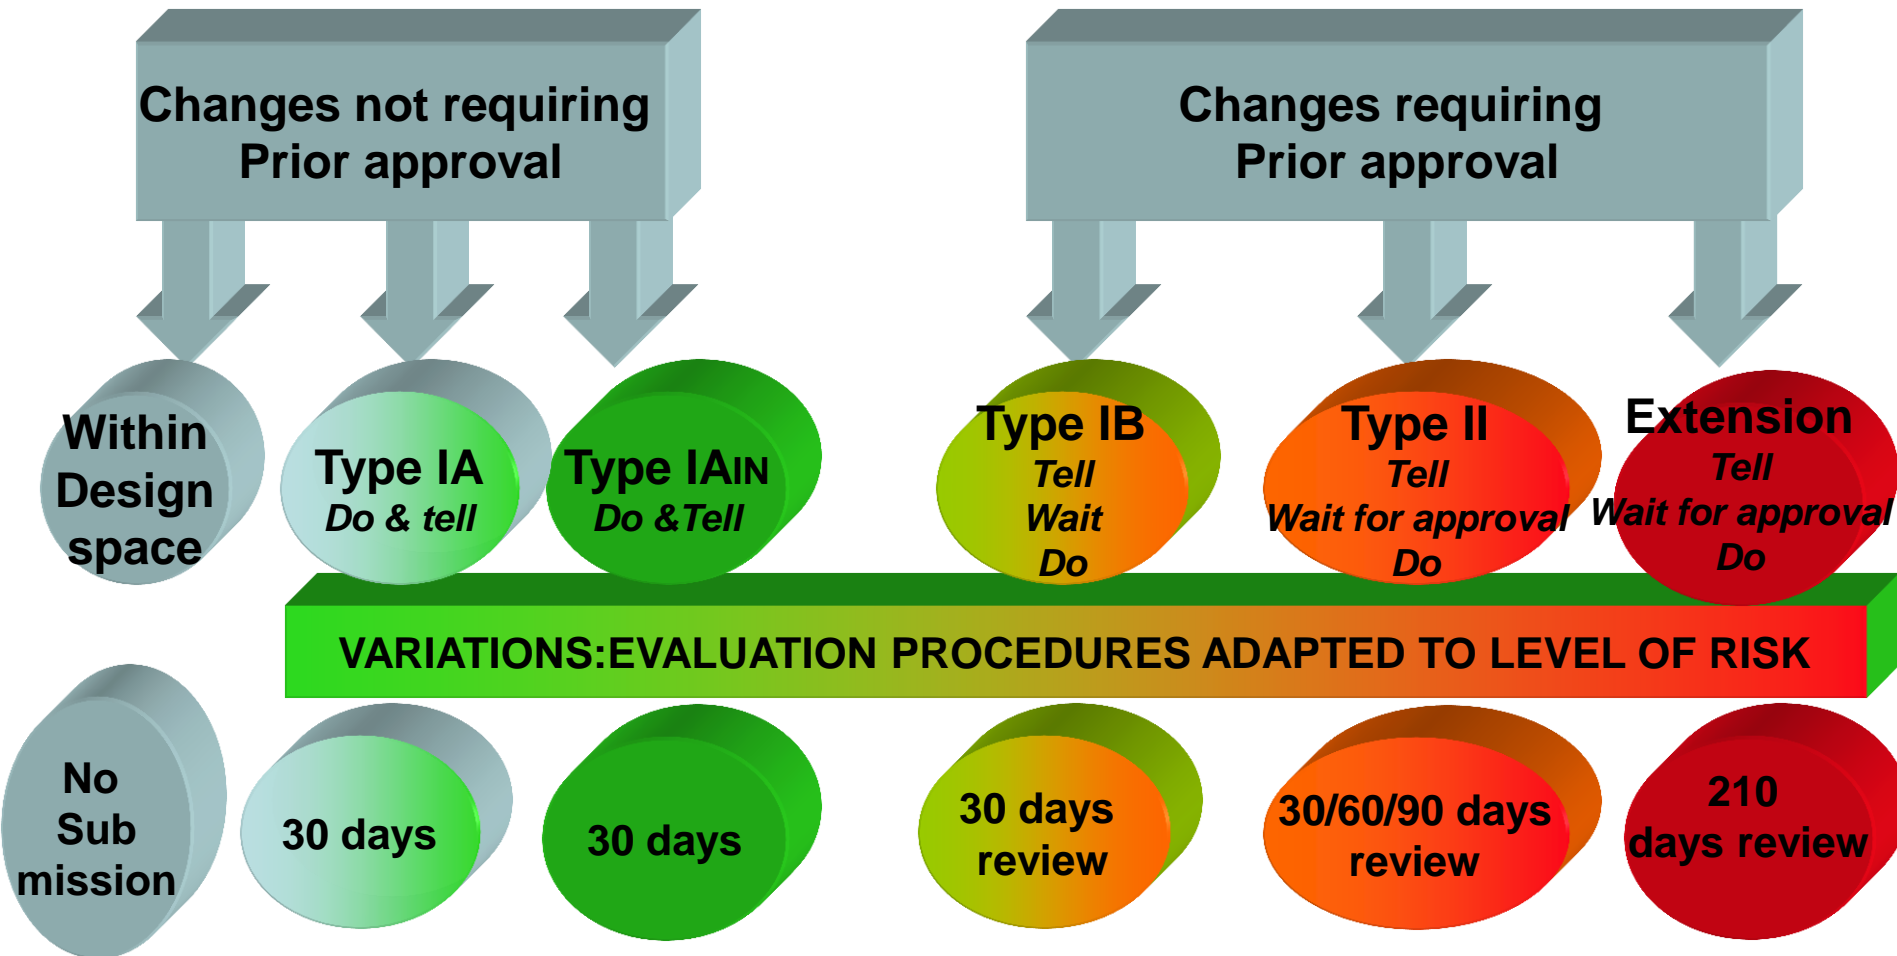 Changes not requiring
Prior approval
Changes requiring
Prior approval
Within
Design
space
Type IA
Do & tell
Type IAIN
Do &Tell
Type IB
Tell
Wait
Do
Type II
Tell
Wait for approval
Do
Extension
Tell
Wait for approval
Do
VARIATIONS:EVALUATION PROCEDURES ADAPTED TO LEVEL OF RISK
No
Sub
mission
30 days
30 days
30 days
review
30/60/90 days
review
210
days review